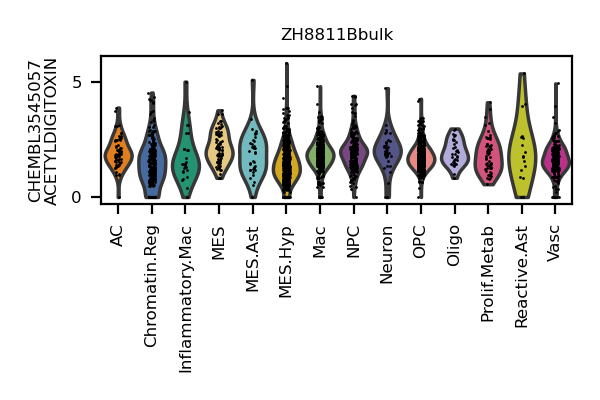 ZH8811Bbulk
CHEMBL3545057
ACETYLDIGITOXIN
5
0
AC
Chromatin.Reg
Inflammatory.Mac
MES
MES.Ast
MES.Hyp
Mac
NPC
Neuron
OPC
Oligo
Prolif.Metab
Reactive.Ast
Vasc